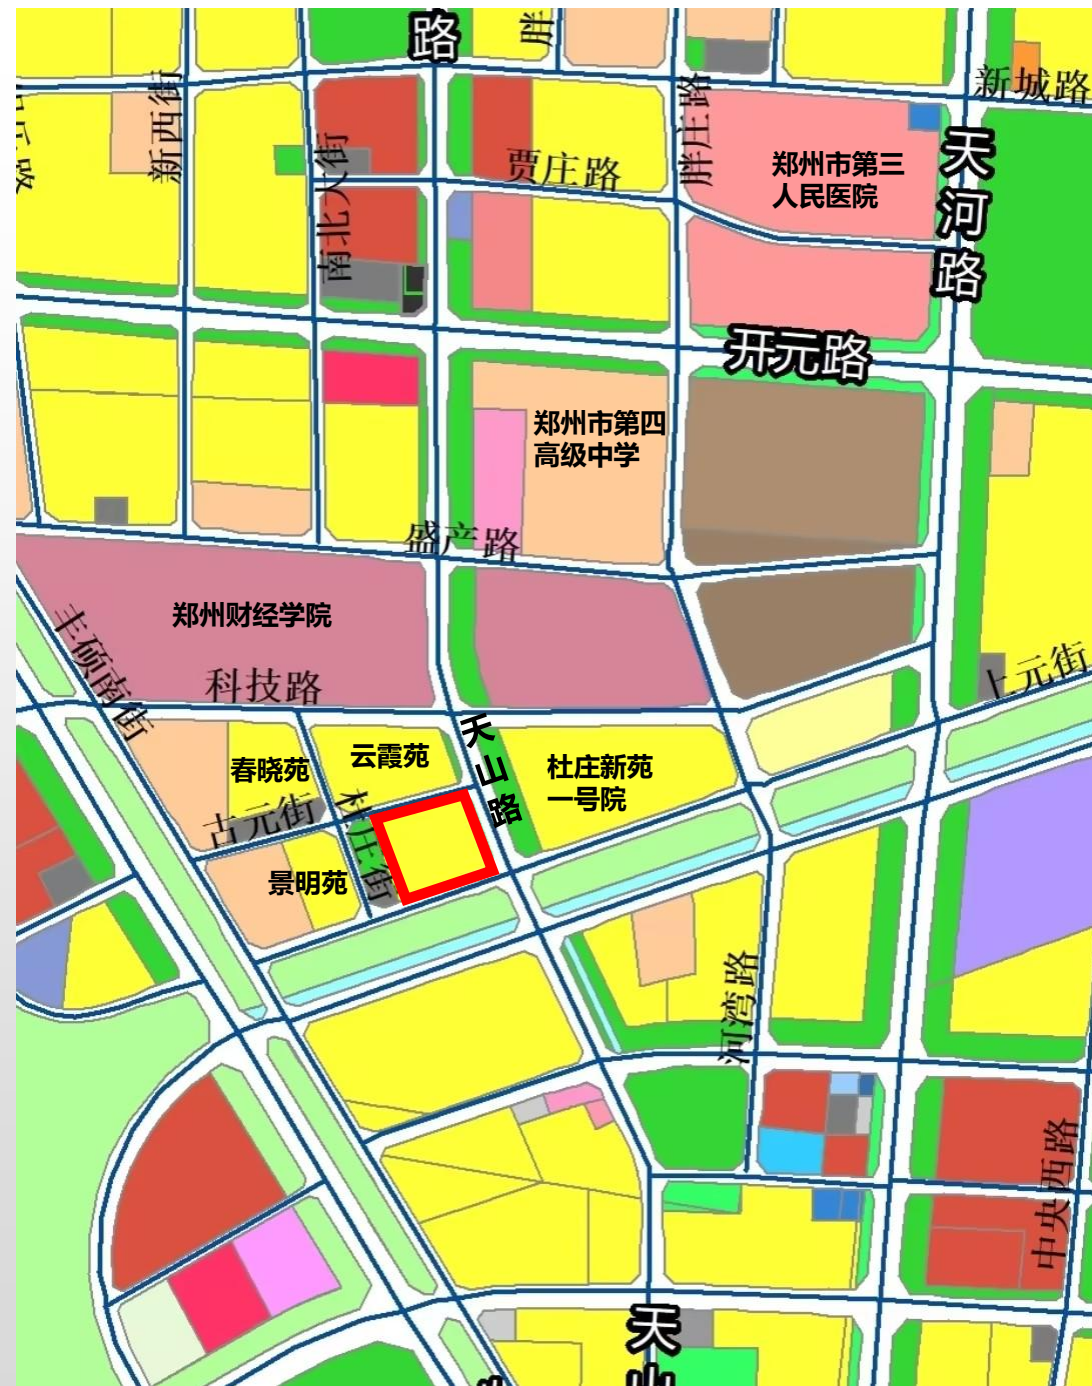 路
胖
新城路
新西街
胖庄路
天河路
郑州市第三
人民医院
贾庄路
南北大街
开元路
郑州市第四
高级中学
盛产路
郑州财经学院
丰硕南街
科技路
上元街
天山路
春晓苑
云霞苑
杜庄新苑
一号院
古元街
杜庄街
景明苑
河湾路
中央西路
天山